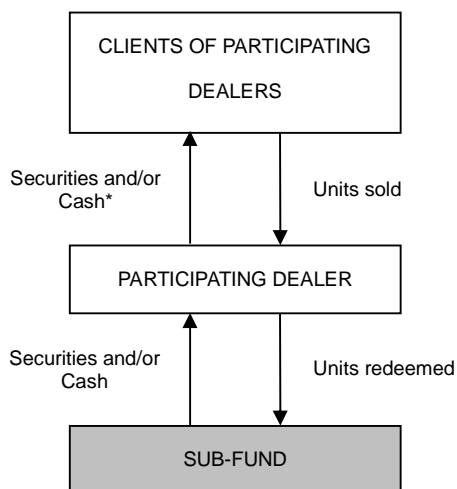 CLIENTS OF PARTICIPATING
DEALERS
Securities and/or
Cash*
Units sold
PARTICIPATING DEALER
Securities and/or
Cash
Units redeemed
SUB-FUND